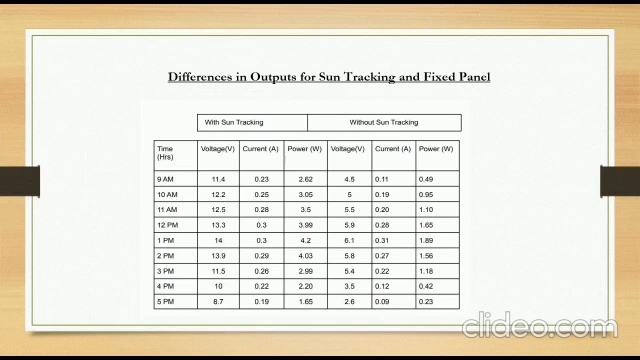 Differences in Outputs for Sun Tracking and Fixed Panel
With Sun Tracking Without Sun Tracking
Time (Hrs) Voltage(V) Current (A) Power (W) Voltage(V) Current (A) Power (W)
9 AM 11.4 0.23 2.62 4.5 0.11 0.49
10 AM 12.2 0.25 3.05 5 0.19 0.95
11 AM 12.5 0.28 3.5 5.5 0.20 1.10
12 PM 13.3 0.3 3.99 5.9 0.28 1.65
1 PM 14 0.3 4.2 6.1 0.31 1.89
2 PM 13.9 0.29 4.03 5.8 0.27 1.56
3 PM 11.5 0.26 2.99 5.4 0.22 1.18
4 PM 10 0.22 2.20 3.5 0.12 0.42
5 PM 8.7 0.19 1.65 2.6 0.09 0.23
clideo.com